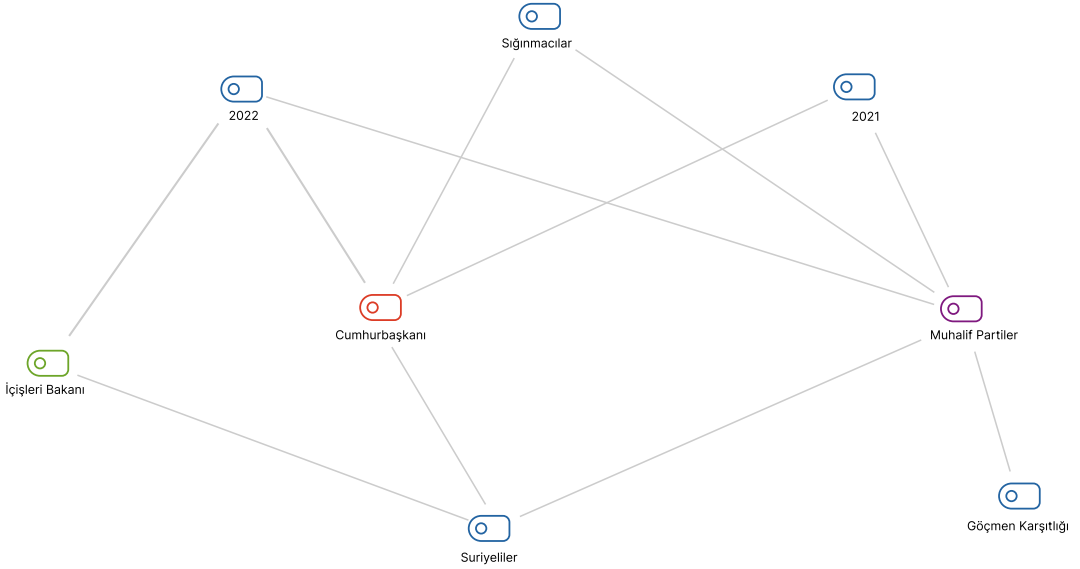 Sığınmacılar
2022
2021
Cumhurbaşkanı
Muhalif Partiler
İçişleri Bakanı
Göçmen Karşıtlığı
Suriyeliler